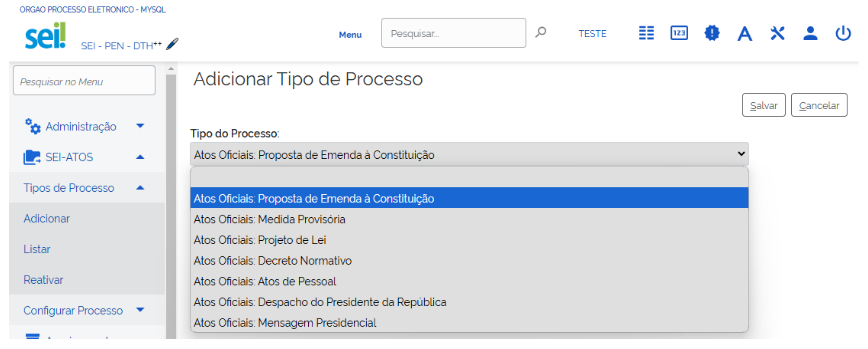 ORGAO PROCESSO ELETRONICO - MYSQL
sei!
SEI - PEN - DTH++
Menu
Pesquisar...
TESTE
123
A
Pesquisar no Menu
Administração
SEI-ATOS
Tipos de Processo
Adicionar
Listar
Reativar
Configurar Processo
Adicionar Tipo de Processo
Salvar
Cancelar
Tipo do Processo:
Atos Oficiais: Proposta de Emenda à Constituição
Atos Oficiais: Proposta de Emenda à Constituição
Atos Oficiais: Medida Provisória
Atos Oficiais: Projeto de Lei
Atos Oficiais: Decreto Normativo
Atos Oficiais: Atos de Pessoal
Atos Oficiais: Despacho do Presidente da República
Atos Oficiais: Mensagem Presidencial